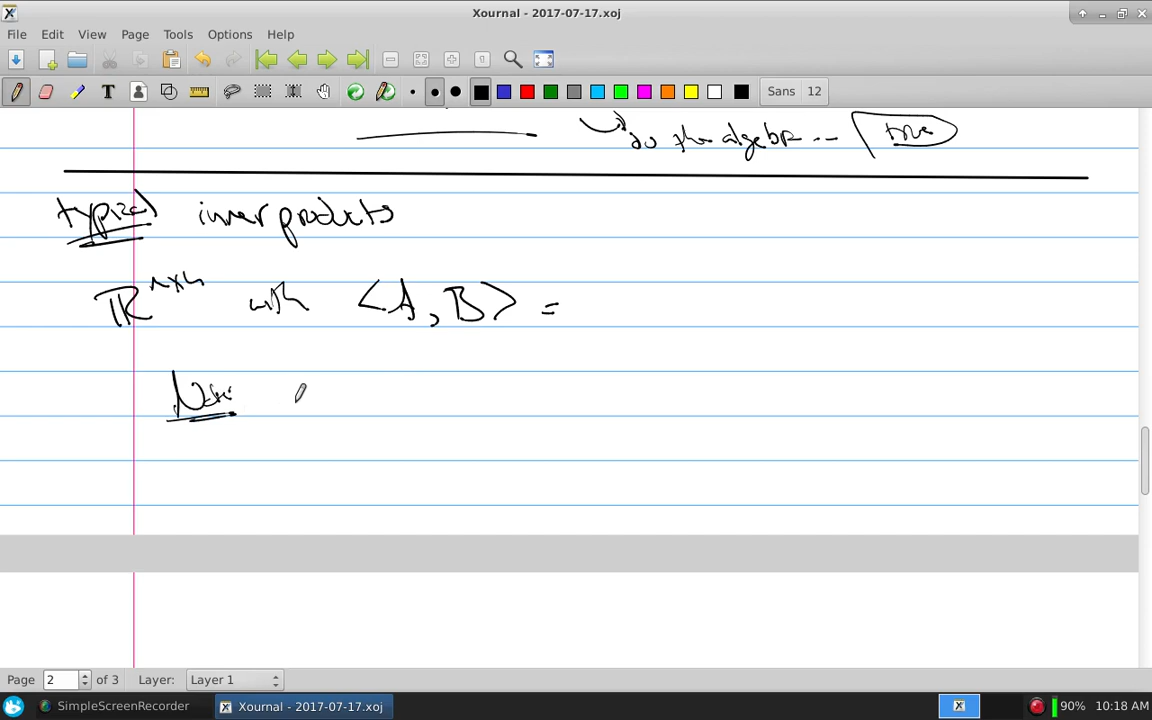 Xournal - 2017-07-17.xoj
File Edit View Page Tools Options Help
Sans 12
do the algebra ... true
typical inner products
ℝⁿˣⁿ with <A, B> =
Note
Page 2 of 3 Layer: Layer 1
SimpleScreenRecorder Xournal - 2017-07-17.xoj 90% 10:18 AM